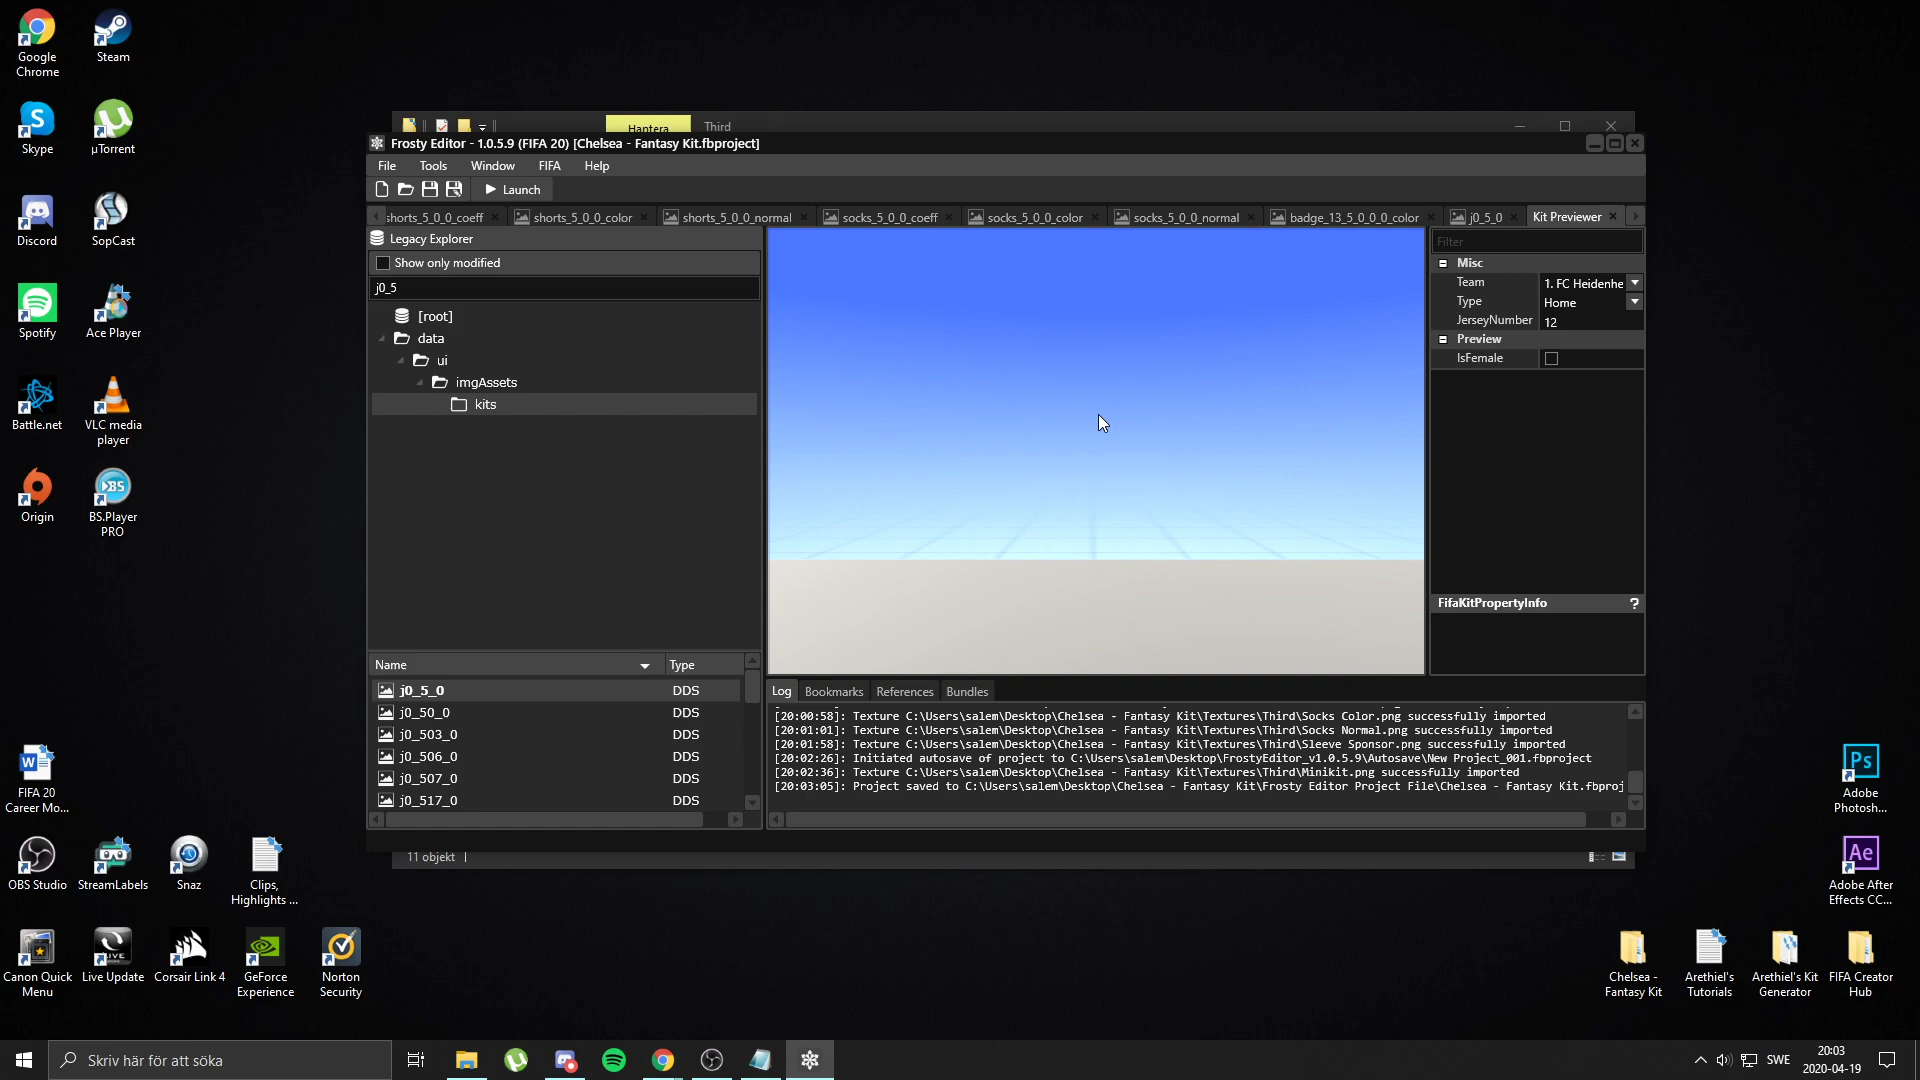 Google
Chrome
Steam
Skype
µTorrent
Discord
SopCast
Spotify
Ace Player
Battle.net
VLC media
player
Origin
BS.Player
PRO
FIFA 20
Career Mo...
OBS Studio
StreamLabels
Snaz
Clips,
Highlights ...
Canon Quick
Menu
Live Update
Corsair Link 4
GeForce
Experience
Norton
Security
Hantera
Third
Frosty Editor - 1.0.5.9 (FIFA 20) [Chelsea - Fantasy Kit.fbproject]
File
Tools
Window
FIFA
Help
Launch
shorts_5_0_0_coeff
shorts_5_0_0_color
shorts_5_0_0_normal
socks_5_0_0_coeff
socks_5_0_0_color
socks_5_0_0_normal
badge_13_5_0_0_0_color
j0_5_0
Kit Previewer
Legacy Explorer
Show only modified
j0_5
[root]
data
ui
imgAssets
kits
Name
Type
j0_5_0 DDS
j0_50_0 DDS
j0_503_0 DDS
j0_506_0 DDS
j0_507_0 DDS
j0_517_0 DDS
Filter
Misc
Team 1. FC Heidenhe
Type Home
JerseyNumber 12
Preview
IsFemale
FifaKitPropertyInfo ?
Log
Bookmarks
References
Bundles
[20:00:58]: Texture C:\Users\salem\Desktop\Chelsea - Fantasy Kit\Textures\Third\Socks Color.png successfully imported
[20:01:01]: Texture C:\Users\salem\Desktop\Chelsea - Fantasy Kit\Textures\Third\Socks Normal.png successfully imported
[20:01:58]: Texture C:\Users\salem\Desktop\Chelsea - Fantasy Kit\Textures\Third\Sleeve Sponsor.png successfully imported
[20:02:26]: Initiated autosave of project to C:\Users\salem\Desktop\FrostyEditor_v1.0.5.9\Autosave\New Project_001.fbproject
[20:02:36]: Texture C:\Users\salem\Desktop\Chelsea - Fantasy Kit\Textures\Third\Minikit.png successfully imported
[20:03:05]: Project saved to C:\Users\salem\Desktop\Chelsea - Fantasy Kit\Frosty Editor Project File\Chelsea - Fantasy Kit.fbproj
11 objekt
Ps
Adobe
Photosh...
Ae
Adobe After
Effects CC...
Chelsea -
Fantasy Kit
Arethiel's
Tutorials
Arethiel's Kit
Generator
FIFA Creator
Hub
Skriv här för att söka
SWE
20:03
2020-04-19